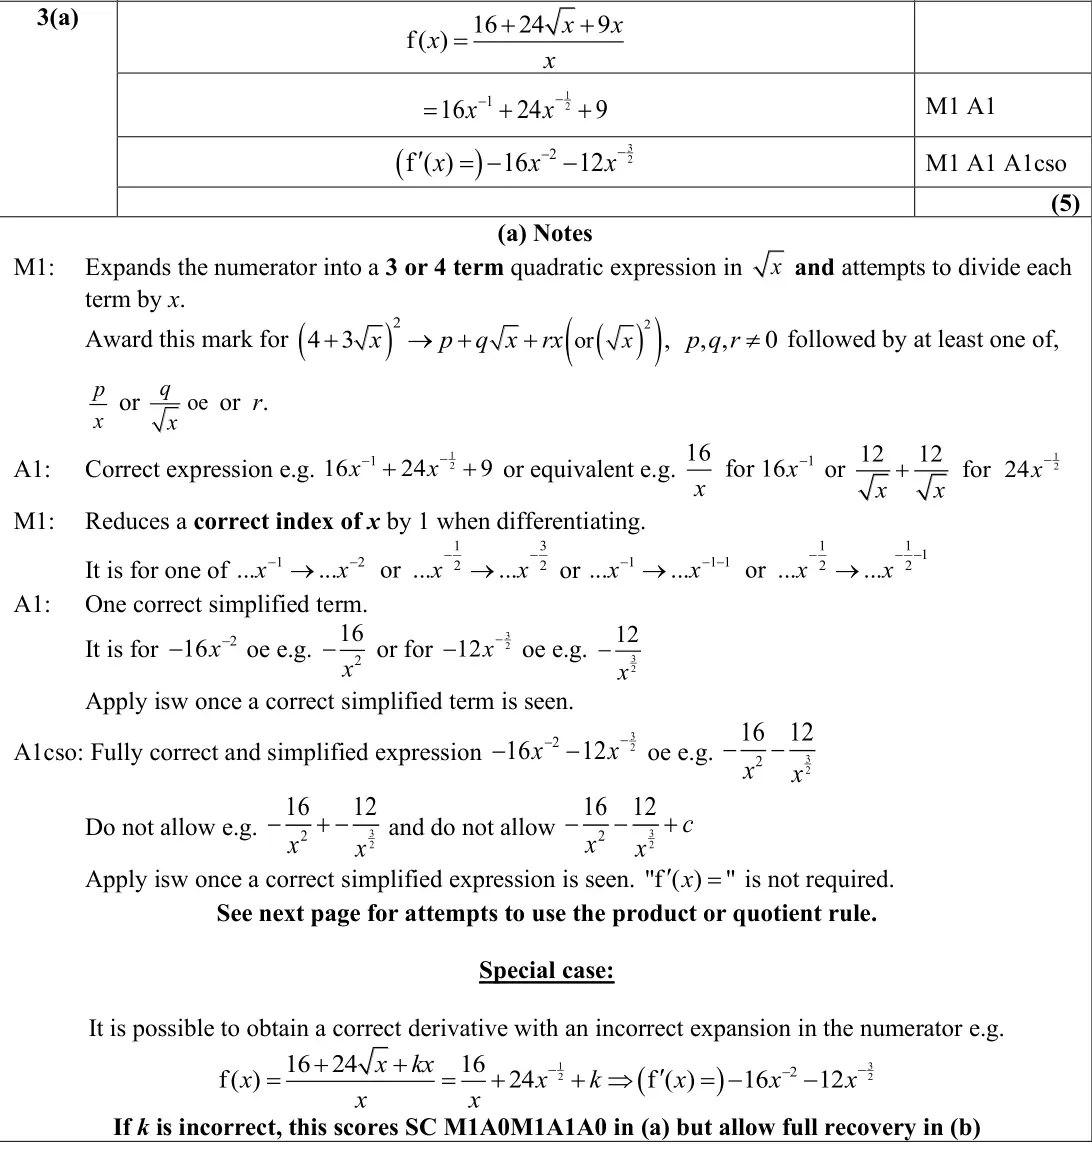 3(a)
f(x) = (16 + 24√x + 9x)/x
= 16x⁻¹ + 24x^(−1/2) + 9 M1 A1
(f′(x) =) −16x⁻² − 12x^(−3/2) M1 A1 A1cso
(5)
(a) Notes
M1: Expands the numerator into a 3 or 4 term quadratic expression in √x and attempts to divide each
term by x.
Award this mark for (4 + 3√x)² → p + q√x + rx(or(√x)²), p, q, r ≠ 0 followed by at least one of,
p/x or q/√x oe or r.
A1: Correct expression e.g. 16x⁻¹ + 24x^(−1/2) + 9 or equivalent e.g. 16/x for 16x⁻¹ or 12/√x + 12/√x for 24x^(−1/2)
M1: Reduces a correct index of x by 1 when differentiating.
It is for one of ...x⁻¹ → ...x⁻² or ...x^(−1/2) → ...x^(−3/2) or ...x⁻¹ → ...x^(−1−1) or ...x^(−1/2) → ...x^(−1/2−1)
A1: One correct simplified term.
It is for −16x⁻² oe e.g. −16/x² or for −12x^(−3/2) oe e.g. −12/x^(3/2)
Apply isw once a correct simplified term is seen.
A1cso: Fully correct and simplified expression −16x⁻² − 12x^(−3/2) oe e.g. −16/x² − 12/x^(3/2)
Do not allow e.g. −16/x² + −12/x^(3/2) and do not allow −16/x² − 12/x^(3/2) + c
Apply isw once a correct simplified expression is seen. "f′(x) =" is not required.
See next page for attempts to use the product or quotient rule.
Special case:
It is possible to obtain a correct derivative with an incorrect expansion in the numerator e.g.
f(x) = (16 + 24√x + kx)/x = 16/x + 24x^(−1/2) + k ⇒ (f′(x) =) −16x⁻² − 12x^(−3/2)
If k is incorrect, this scores SC M1A0M1A1A0 in (a) but allow full recovery in (b)